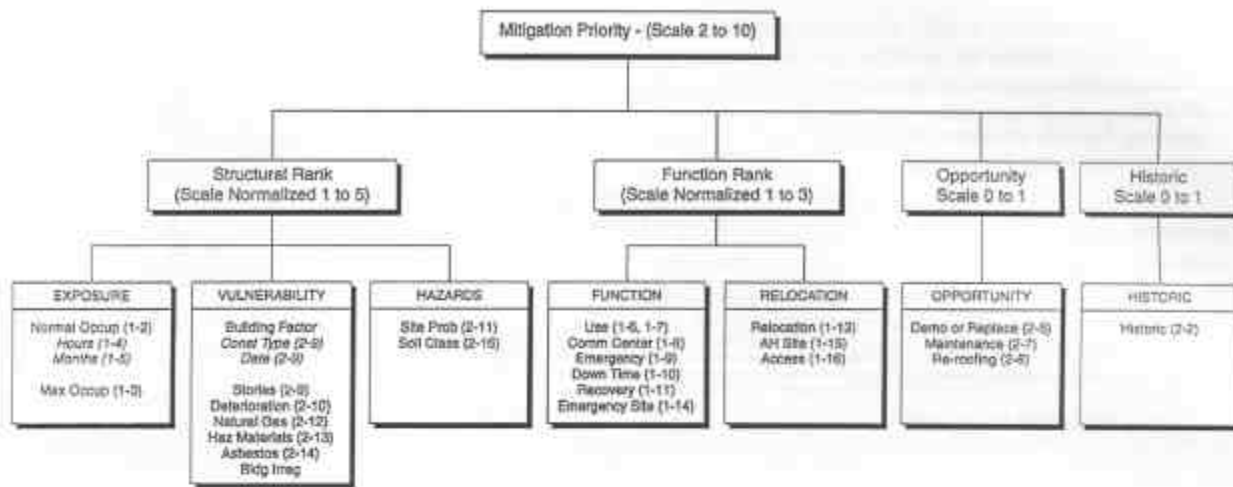 Mitigation Priority - (Scale 2 to 10)
Structural Rank
(Scale Normalized 1 to 5)
Function Rank
(Scale Normalized 1 to 3)
Opportunity
Scale 0 to 1
Historic
Scale 0 to 1
EXPOSURE
Normal Occup (1-2)
Hours (1-4)
Months (1-5)
Max Occup (1-3)
VULNERABILITY
Building Factor
Const Type (2-9)
Date (2-9)
Stories (2-9)
Deterioration (2-10)
Natural Gas (2-12)
Haz Materials (2-13)
Asbestos (2-14)
Bldg Irreg
HAZARDS
Site Prob (2-11)
Soil Class (2-15)
FUNCTION
Use (1-6, 1-7)
Comm Center (1-8)
Emergency (1-9)
Down Time (1-10)
Recovery (1-11)
Emergency Site (1-14)
RELOCATION
Relocation (1-13)
Alt Site (1-15)
Access (1-16)
OPPORTUNITY
Demo or Replace (2-5)
Maintenance (2-7)
Re-roofing (2-6)
HISTORIC
Historic (2-2)